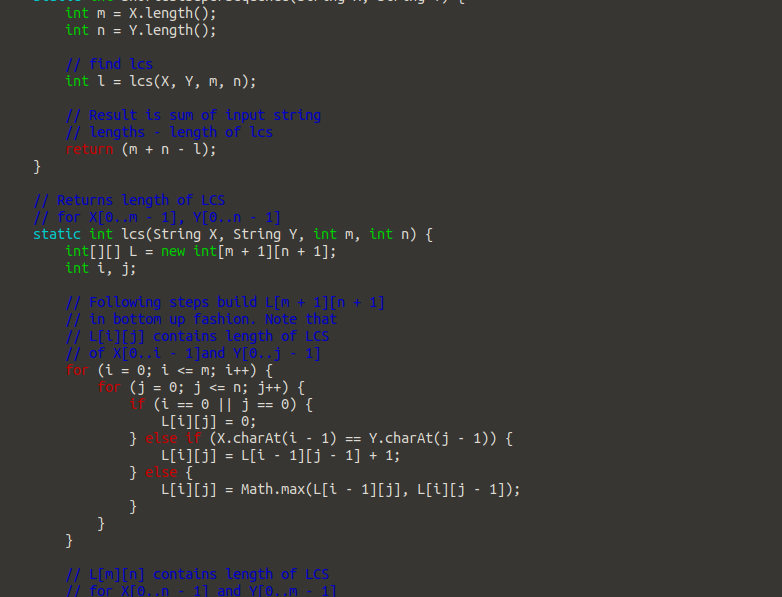 int m = X.length();
int n = Y.length();
// find lcs
int l = lcs(X, Y, m, n);
// Result is sum of input string
// lengths - length of lcs
return (m + n - l);
}
// Returns length of LCS
// for X[0..m - 1], Y[0..n - 1]
static int lcs(String X, String Y, int m, int n) {
int[][] L = new int[m + 1][n + 1];
int i, j;
// Following steps build L[m + 1][n + 1]
// in bottom up fashion. Note that
// L[i][j] contains length of LCS
// of X[0..i - 1]and Y[0..j - 1]
for (i = 0; i <= m; i++) {
for (j = 0; j <= n; j++) {
if (i == 0 || j == 0) {
L[i][j] = 0;
} else if (X.charAt(i - 1) == Y.charAt(j - 1)) {
L[i][j] = L[i - 1][j - 1] + 1;
} else {
L[i][j] = Math.max(L[i - 1][j], L[i][j - 1]);
}
}
}
// L[m][n] contains length of LCS
// for X[0..n - 1] and Y[0..m - 1]